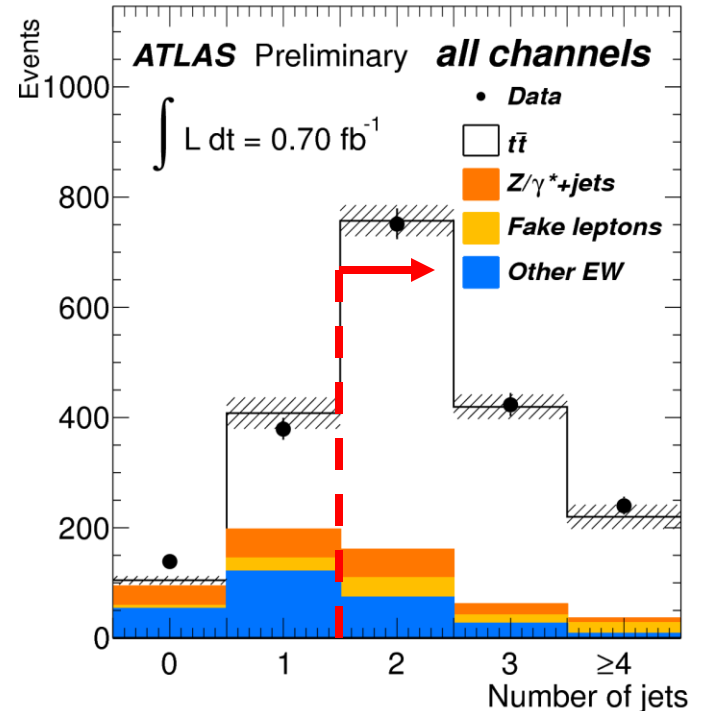 Events
1000
800
600
400
200
0
ATLAS Preliminary all channels
∫ L dt = 0.70 fb⁻¹
Data
tt̄
Z/γ*+jets
Fake leptons
Other EW
0 1 2 3 ≥4
Number of jets